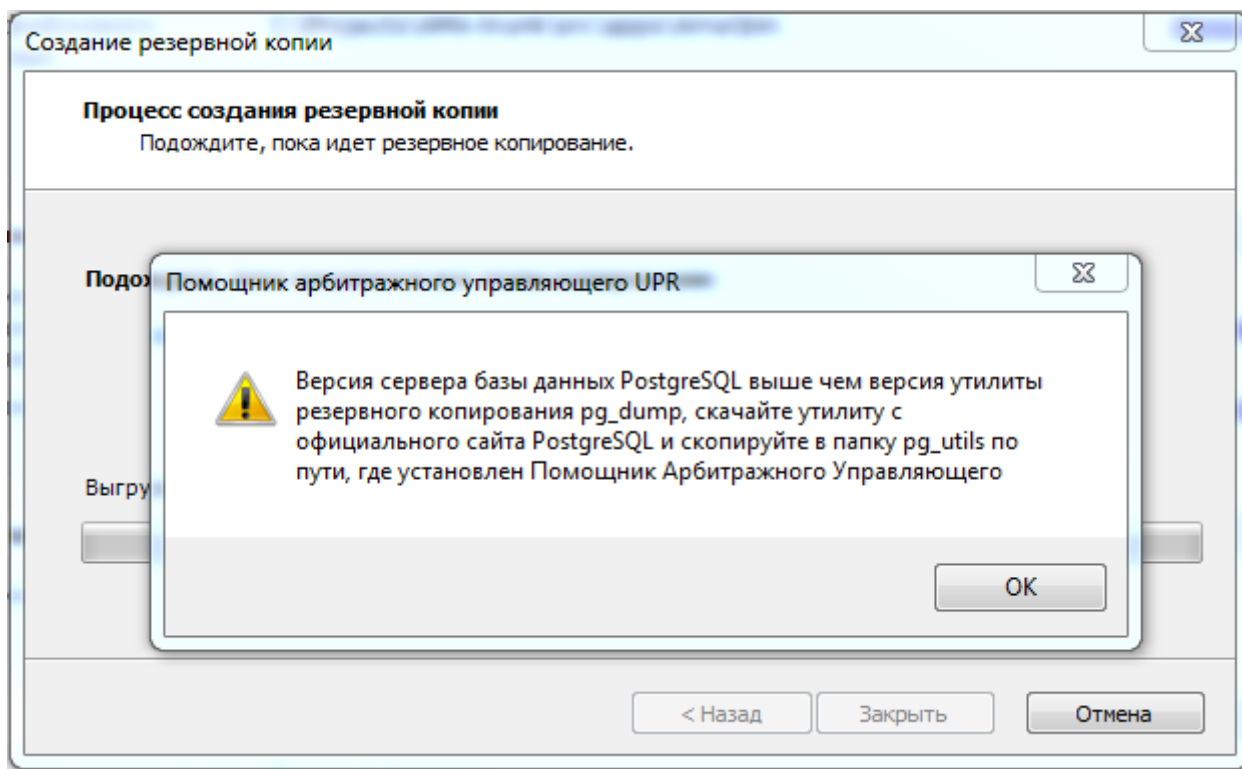 Создание резервной копии
Процесс создания резервной копии
Подождите, пока идет резервное копирование.
Помощник арбитражного управляющего UPR
Версия сервера базы данных PostgreSQL выше чем версия утилиты
резервного копирования pg_dump, скачайте утилиту с
официального сайта PostgreSQL и скопируйте в папку pg_utils по
пути, где установлен Помощник Арбитражного Управляющего
OK
< Назад
Закрыть
Отмена